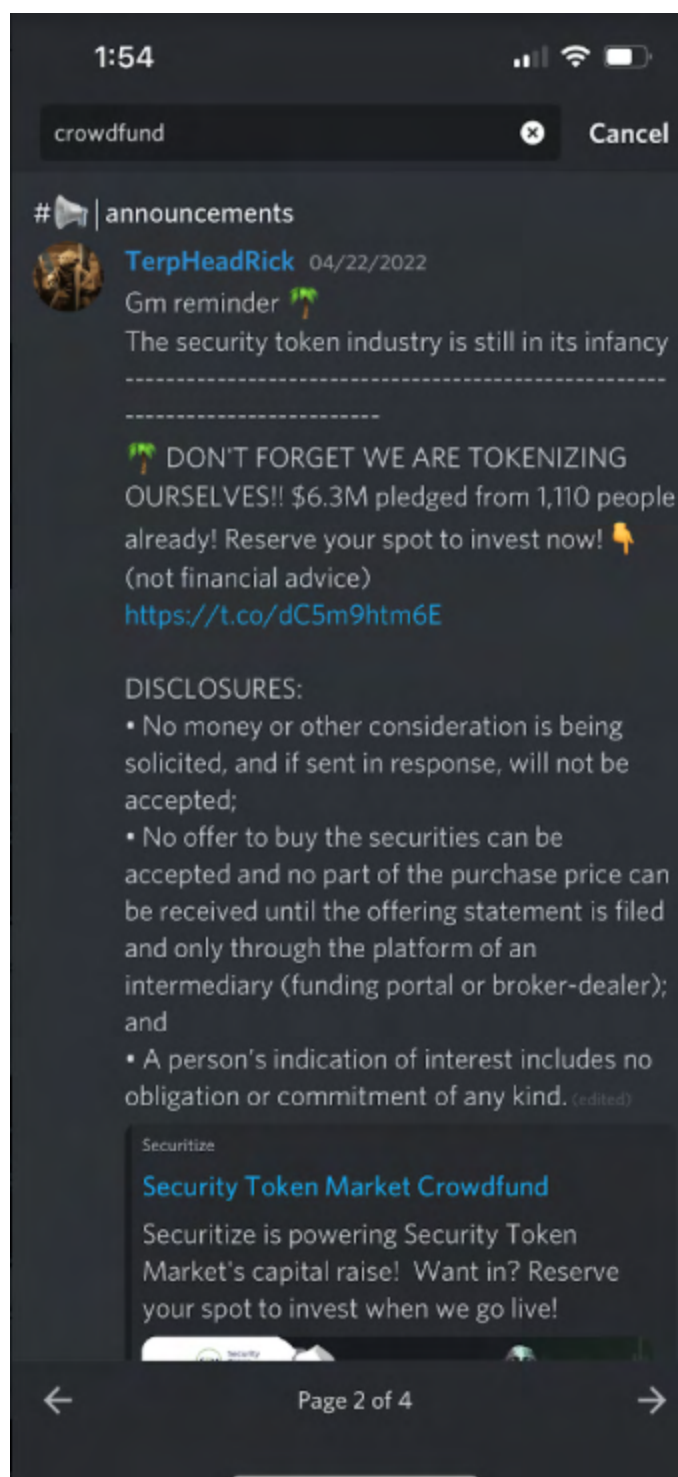 1:54
crowdfund
Cancel
# | announcements
TerpHeadRick 04/22/2022
Gm reminder 🌴
The security token industry is still in its infancy
-----------------------------------------------------
-------------------------
🌴 DON'T FORGET WE ARE TOKENIZING
OURSELVES!! $6.3M pledged from 1,110 people
already! Reserve your spot to invest now! 👇
(not financial advice)
https://t.co/dC5m9htm6E
DISCLOSURES:
• No money or other consideration is being
solicited, and if sent in response, will not be
accepted;
• No offer to buy the securities can be
accepted and no part of the purchase price can
be received until the offering statement is filed
and only through the platform of an
intermediary (funding portal or broker-dealer);
and
• A person's indication of interest includes no
obligation or commitment of any kind. (edited)
Securitize
Security Token Market Crowdfund
Securitize is powering Security Token
Market's capital raise!  Want in? Reserve
your spot to invest when we go live!
Security
Page 2 of 4